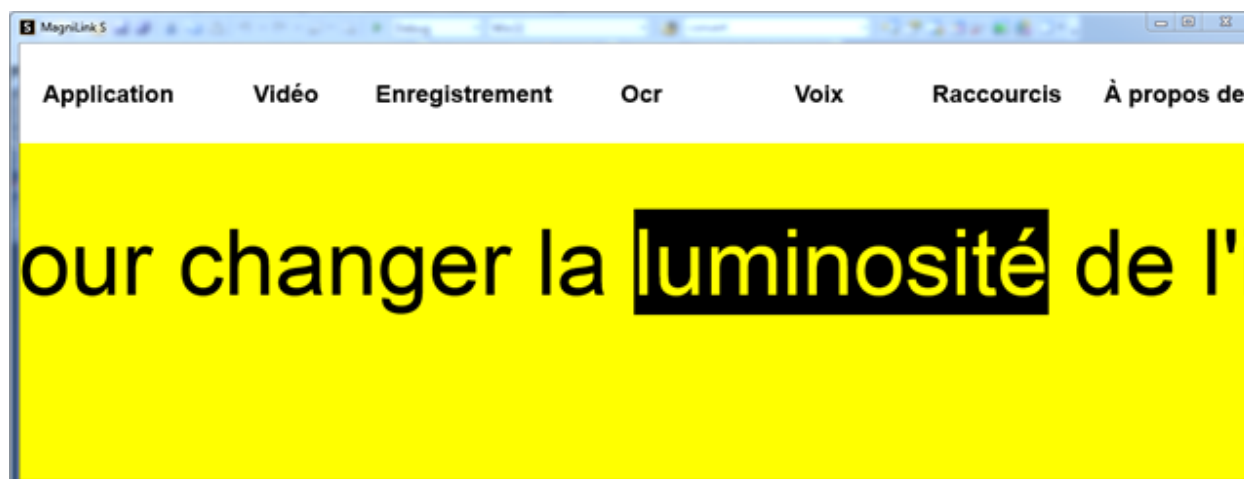 MagniLink S
Application Vidéo Enregistrement Ocr Voix Raccourcis À propos de
our changer la luminosité de l'